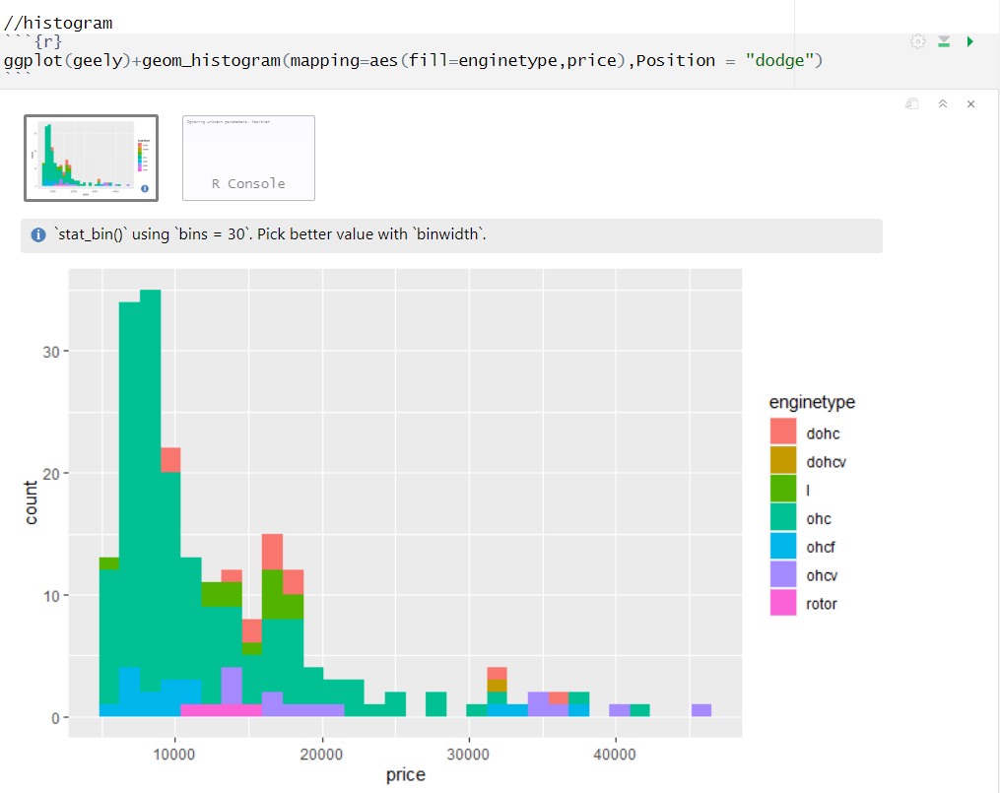 //histogram
```{r}
ggplot(geely)+geom_histogram(mapping=aes(fill=enginetype,price),Position = "dodge")
```
R Console
`stat_bin()` using `bins = 30`. Pick better value with `binwidth`.
30
20
10
0
count
10000
20000
30000
40000
price
enginetype
dohc
dohcv
l
ohc
ohcf
ohcv
rotor